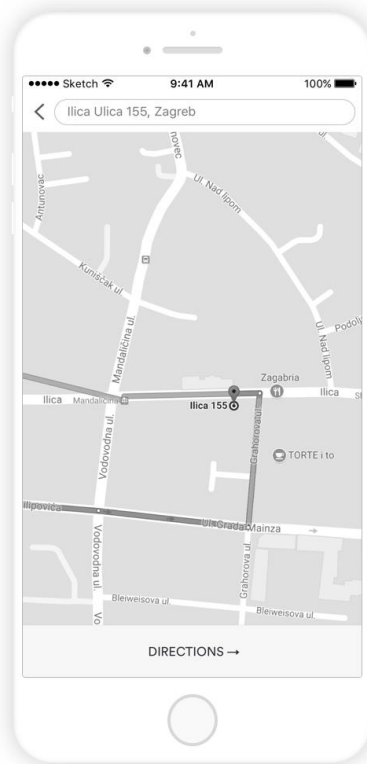 Sketch
9:41 AM
100%
Ilica Ulica 155, Zagreb
novec
Ul. Nad lipom
Antunovac
Kunišćak ul.
Mandaličina ul.
Ul. Nad lipom
Zagabria
Ilica
Mandaličina
Ilica 155
Ilica
Vodovodna ul.
Grahorova ul.
TORTE i to
Ul. Grada Mainza
Vodovodna ul.
Grahorova ul.
Bleiweisova ul.
Bleiweisova ul.
Vo
DIRECTIONS →